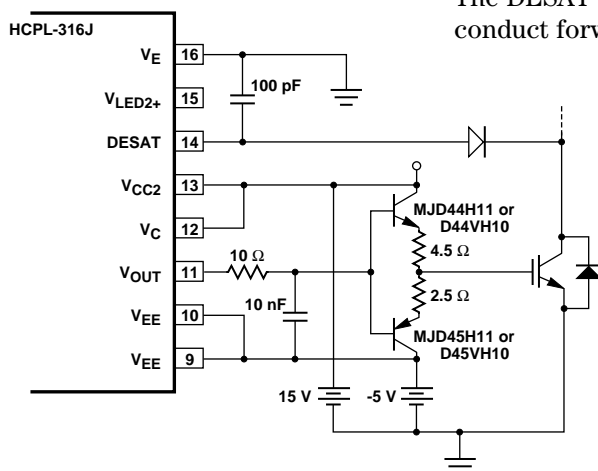 The DESAT
conduct forw
HCPL-316J
VE 16
100 pF
VLED2+ 15
DESAT 14
VCC2 13
MJD44H11 or
D44VH10
VC 12
4.5 Ω
VOUT 11 10 Ω
2.5 Ω
10 nF
VEE 10
MJD45H11 or
D45VH10
VEE 9
15 V -5 V